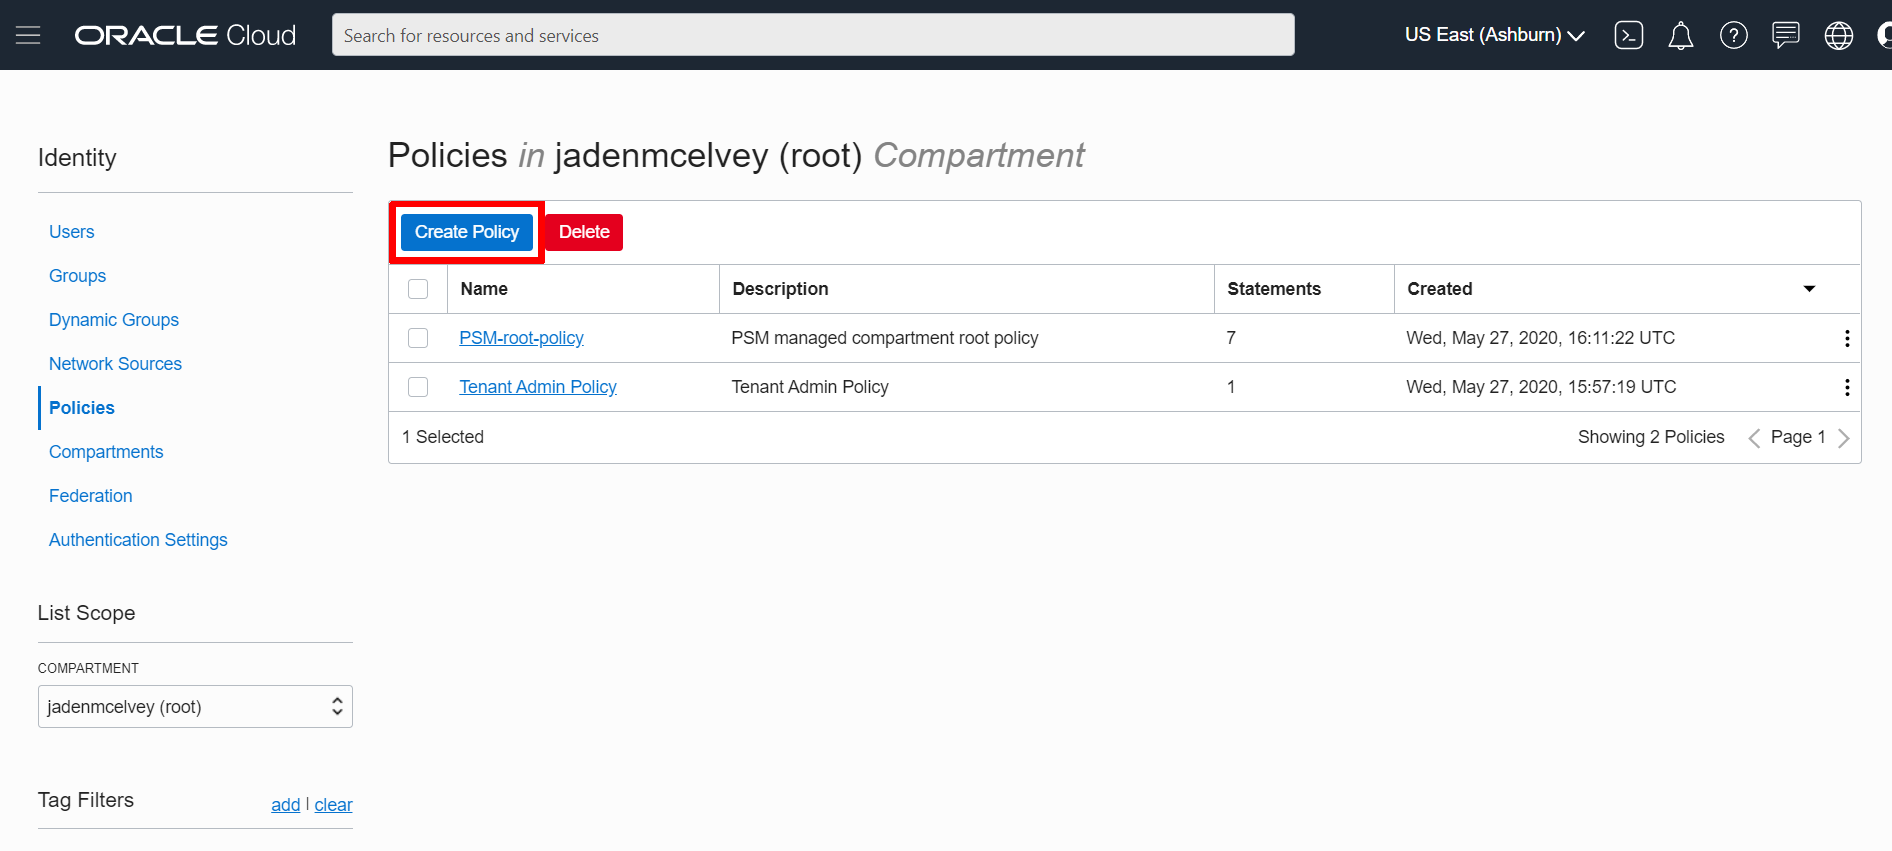 ORACLE Cloud
Search for resources and services
US East (Ashburn)
Identity
Users
Groups
Dynamic Groups
Network Sources
Policies
Compartments
Federation
Authentication Settings
List Scope
COMPARTMENT
jadenmcelvey (root)
Tag Filters add | clear
Policies in jadenmcelvey (root) Compartment
Create Policy Delete
Name Description Statements Created
PSM-root-policy PSM managed compartment root policy 7 Wed, May 27, 2020, 16:11:22 UTC
Tenant Admin Policy Tenant Admin Policy 1 Wed, May 27, 2020, 15:57:19 UTC
1 Selected Showing 2 Policies Page 1